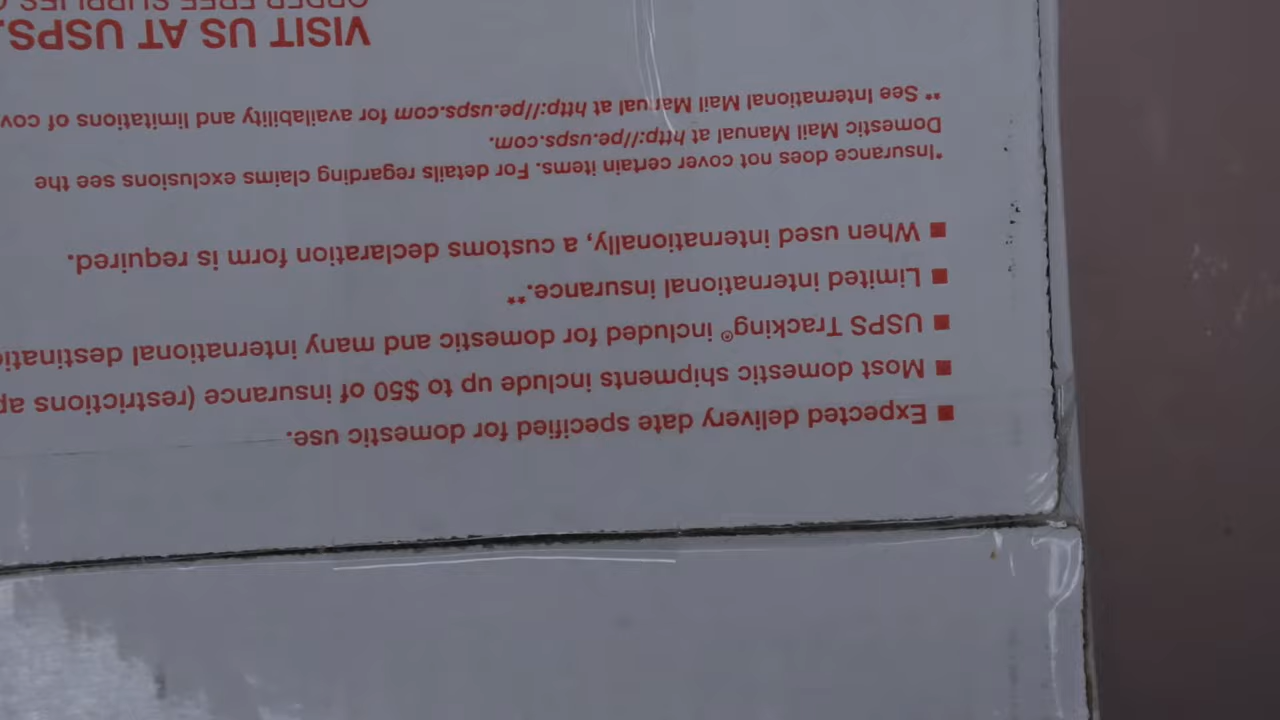 ■ Expected delivery date specified for domestic use.
■ Most domestic shipments include up to $50 of insurance (restrictions
■ USPS Tracking® included for domestic and many international
■ Limited international insurance.**
■ When used internationally, a customs declaration form is required.
*Insurance does not cover certain items. For details regarding claims exclusions see the
Domestic Mail Manual at http://pe.usps.com.
** See International Mail Manual at http://pe.usps.com for availability and limitations of
VISIT US AT USPS.
ORDER FREE SUPPLIES